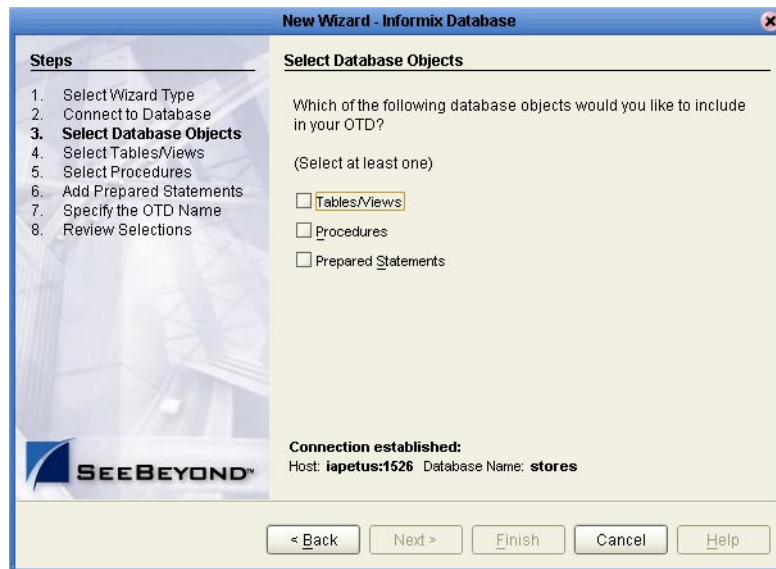 New Wizard - Informix Database
Steps
1. Select Wizard Type
2. Connect to Database
3. Select Database Objects
4. Select Tables/Views
5. Select Procedures
6. Add Prepared Statements
7. Specify the OTD Name
8. Review Selections
Select Database Objects
Which of the following database objects would you like to include
in your OTD?
(Select at least one)
Tables/Views
Procedures
Prepared Statements
Connection established:
Host: iapetus:1526 Database Name: stores
SEEBEYOND™
< Back Next > Finish Cancel Help